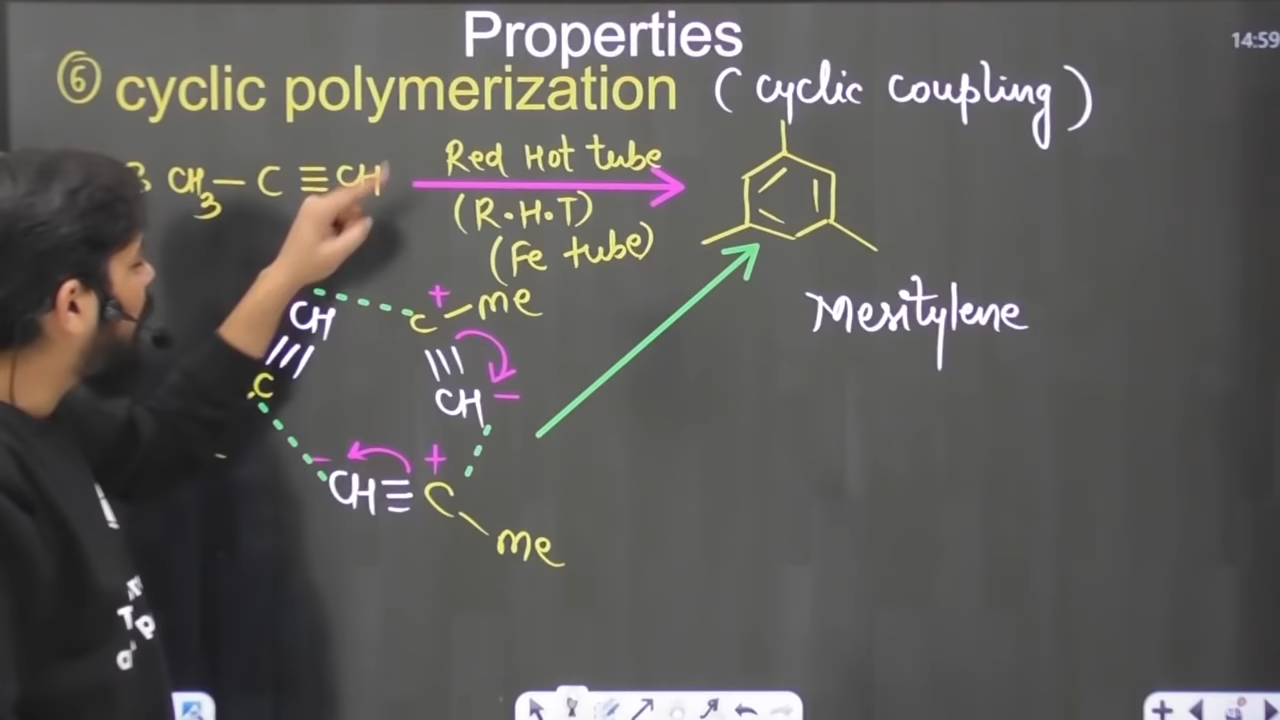 Properties
14:59
⑥ cyclic polymerization (cyclic coupling)
3 CH₃ — C ≡ CH
Red Hot tube
(R.H.T)
(Fe tube)
CH
C
+
C — Me
CH −
− CH ≡ C +
Me
Mesitylene